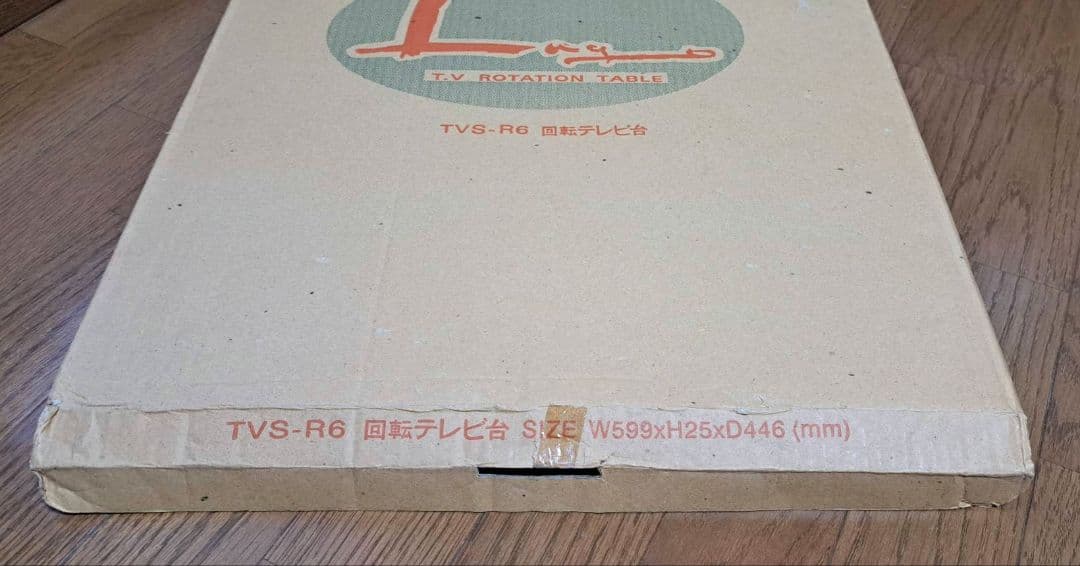 Lago
T.V ROTATION TABLE
TVS-R6 回転テレビ台
TVS-R6 回転テレビ台 SIZE W599xH25xD446 (mm)